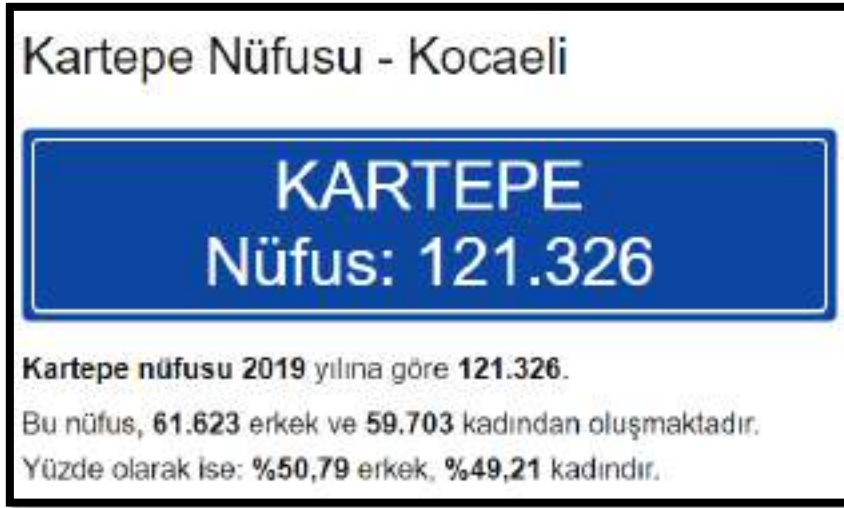 Kartepe Nüfusu - Kocaeli
KARTEPE
Nüfus: 121.326
Kartepe nüfusu 2019 yılına göre 121.326.
Bu nüfus, 61.623 erkek ve 59.703 kadından oluşmaktadır.
Yüzde olarak ise: %50,79 erkek, %49,21 kadındır.